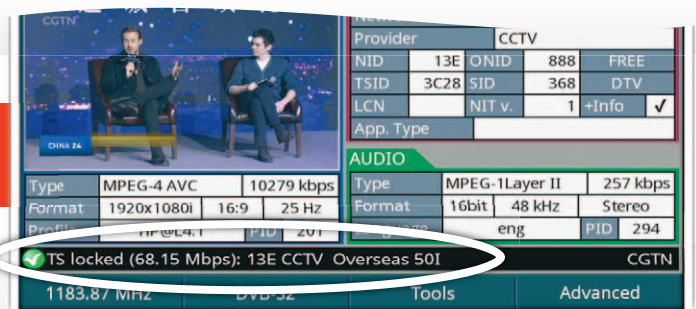 CGTN
Provider CCTV
NID 13E ONID 888 FREE
TSID 3C28 SID 368 DTV
LCN NIT v. 1 +Info ✓
App. Type
CHNA 24
AUDIO
Type MPEG-4 AVC 10279 kbps
Format 1920x1080i 16:9 25 Hz
HP@L4.1 PID 201
Type MPEG-1Layer II 257 kbps
Format 16bit 48 kHz Stereo
eng PID 294
TS locked (68.15 Mbps): 13E CCTV Overseas 50I CGTN
1183.87 MHz DVB-S2 Tools Advanced